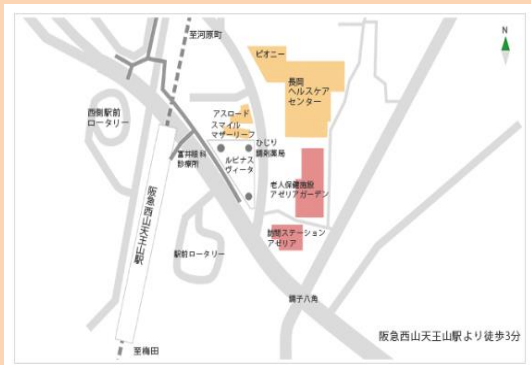 至河原町
N
ピオニー
長岡
ヘルスケア
センター
西側駅前
ロータリー
アスロード
スマイル
マザーリーフ
ひじり
調剤薬局
富井眼科
診療所
ルピナス
ヴィータ
老人保健施設
アゼリアガーデン
阪急西山天王山駅
訪問ステーション
アゼリア
駅前ロータリー
調子八角
阪急西山天王山駅より徒歩3分
至梅田